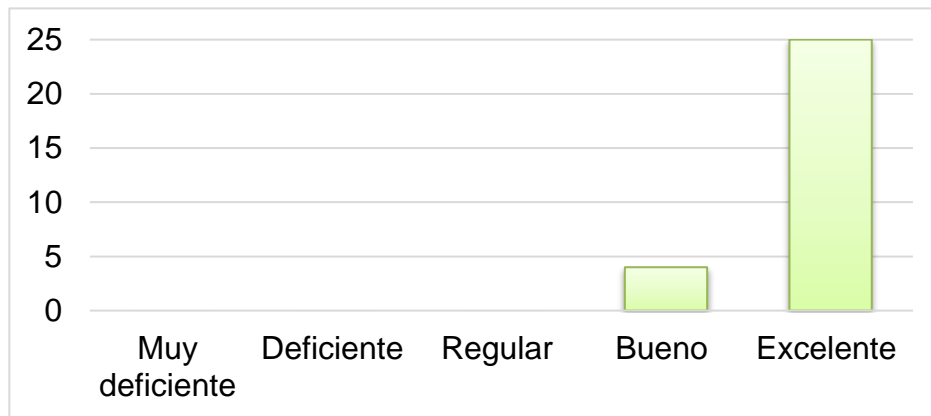 25
20
15
10
5
0
Muy deficiente
Deficiente
Regular
Bueno
Excelente